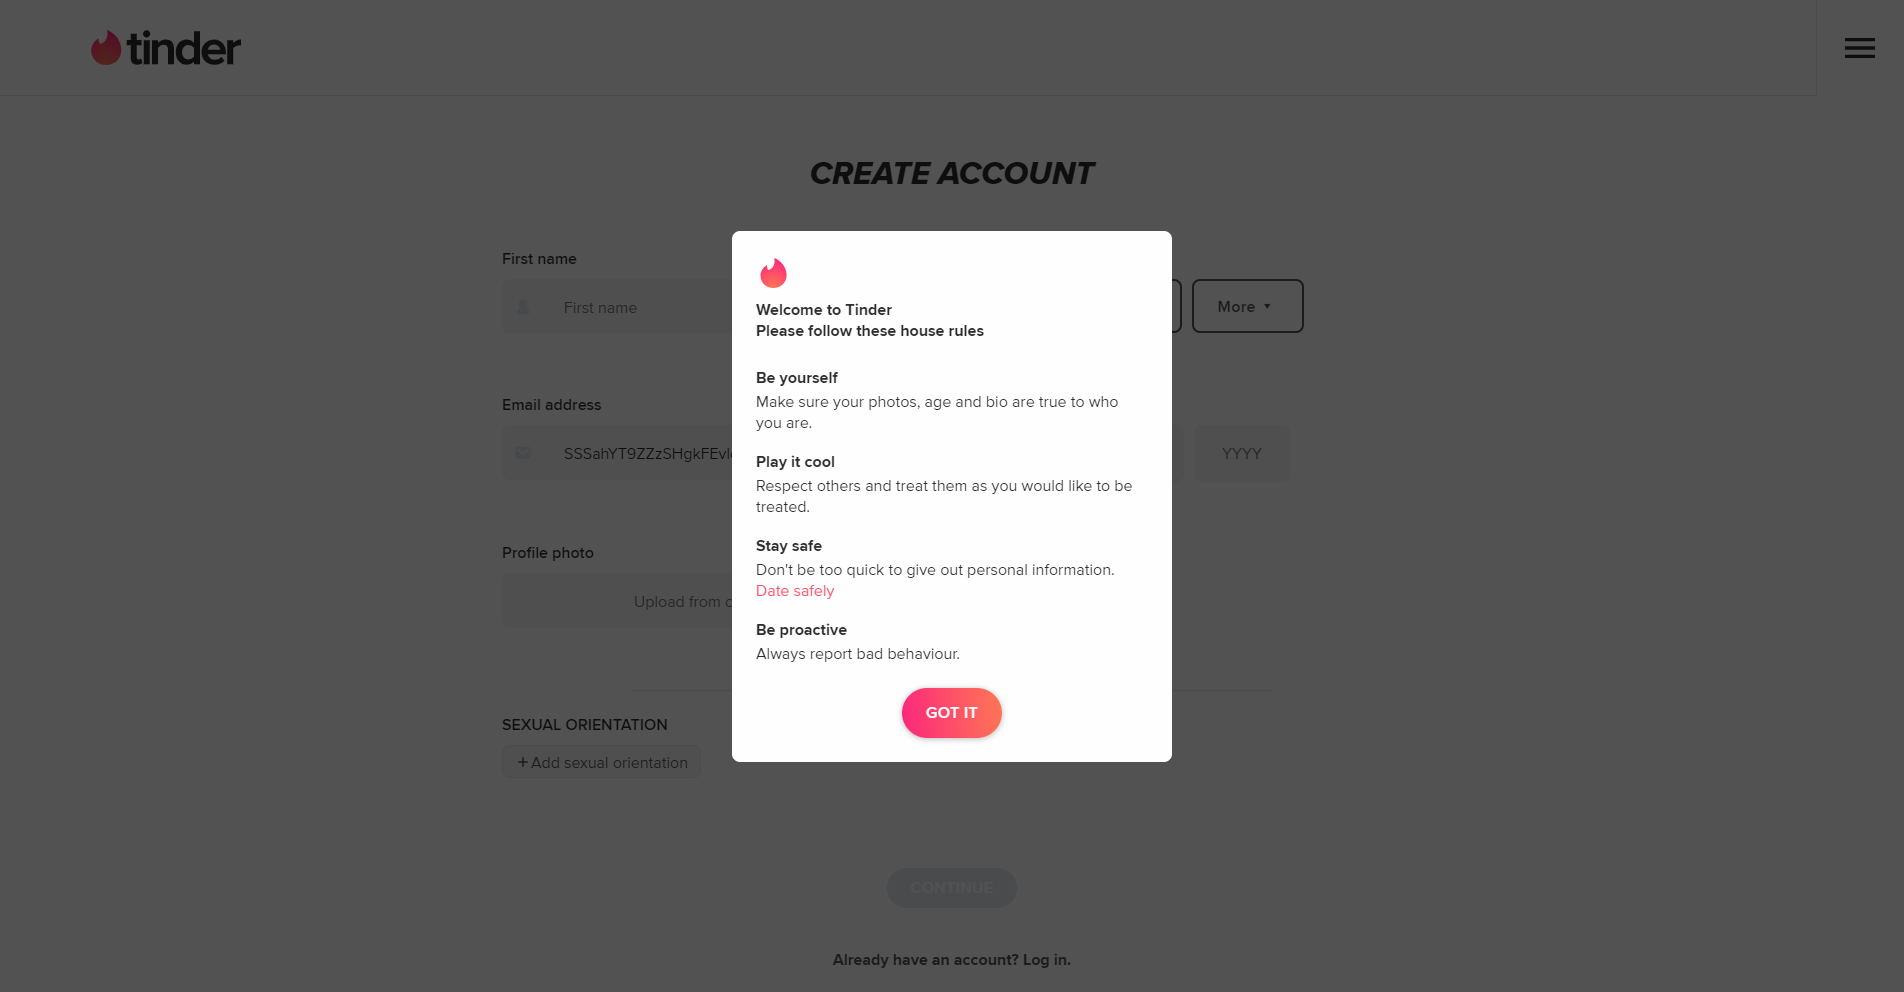 tinder
CREATE ACCOUNT
First name
First name
More
Email address
YYYY
Profile photo
Upload from
SEXUAL ORIENTATION
+ Add sexual orientation
CONTINUE
Already have an account? Log in.
Welcome to Tinder
Please follow these house rules
Be yourself
Make sure your photos, age and bio are true to who
you are.
Play it cool
Respect others and treat them as you would like to be
treated.
Stay safe
Don't be too quick to give out personal information.
Date safely
Be proactive
Always report bad behaviour.
GOT IT